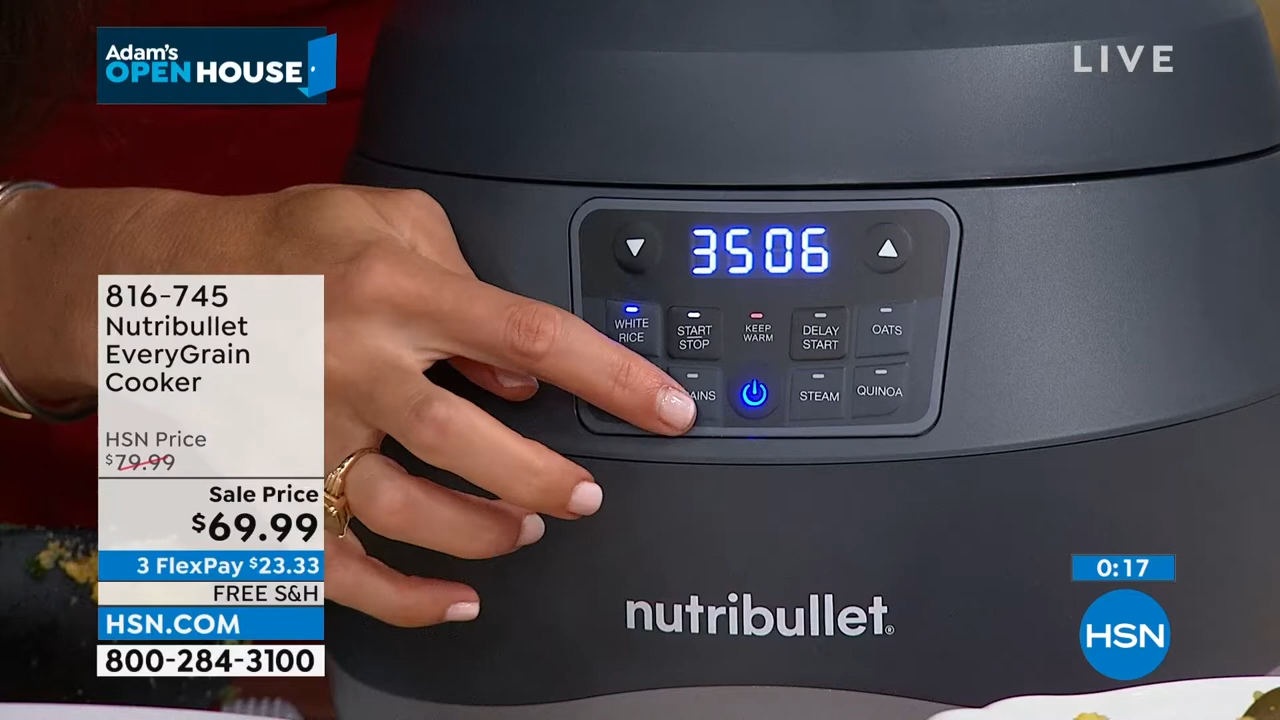 Adam's
OPEN HOUSE
LIVE
816-745
Nutribullet
EveryGrain
Cooker
HSN Price
$79.99
Sale Price
$69.99
3 FlexPay $23.33
FREE S&H
HSN.COM
800-284-3100
3506
WHITE
RICE
START
STOP
KEEP
WARM
DELAY
START
OATS
STEAM
QUINOA
nutribullet®
0:17
HSN